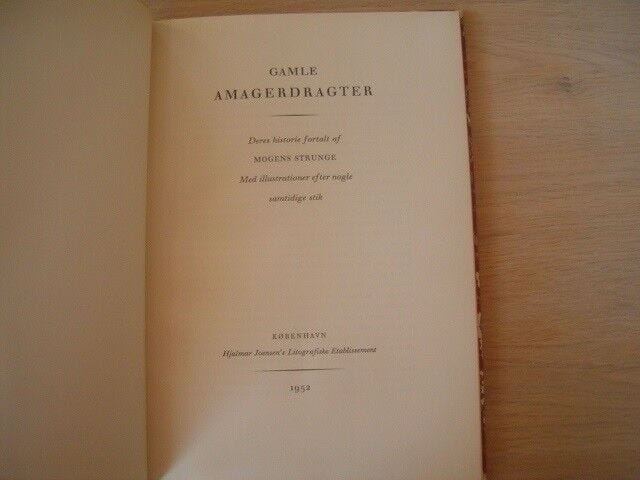 GAMLE
AMAGERDRAGTER
Deres historie fortalt af
MOGENS STRUNGE
Med illustrationer efter nogle
samtidige stik
KØBENHAVN
Hjalmar Joansen's Litografiske Etablissement
1952